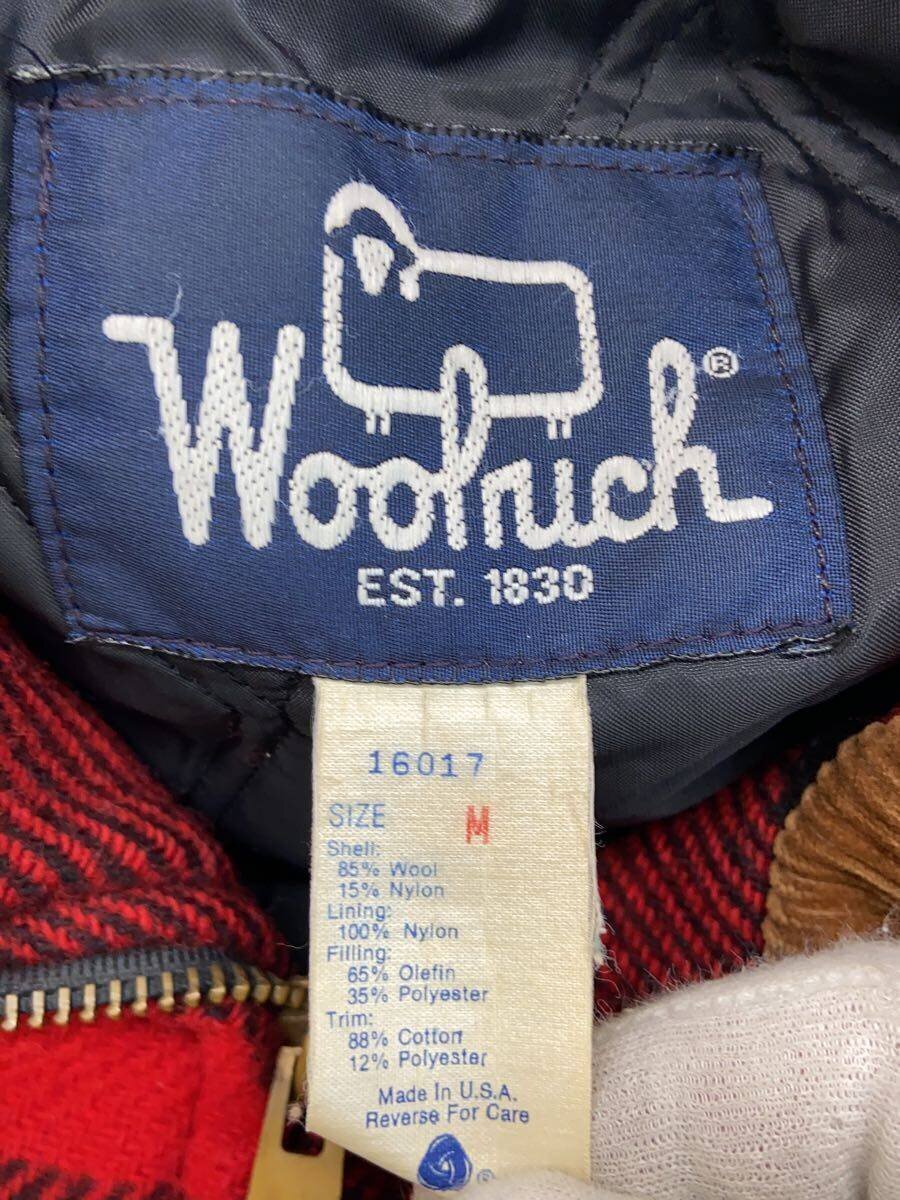 Woolrich®
EST. 1830
16017
SIZE M
Shell:
85% Wool
15% Nylon
Lining:
100% Nylon
Filling:
65% Olefin
35% Polyester
Trim:
88% Cotton
12% Polyester
Made In U.S.A.
Reverse For Care
®